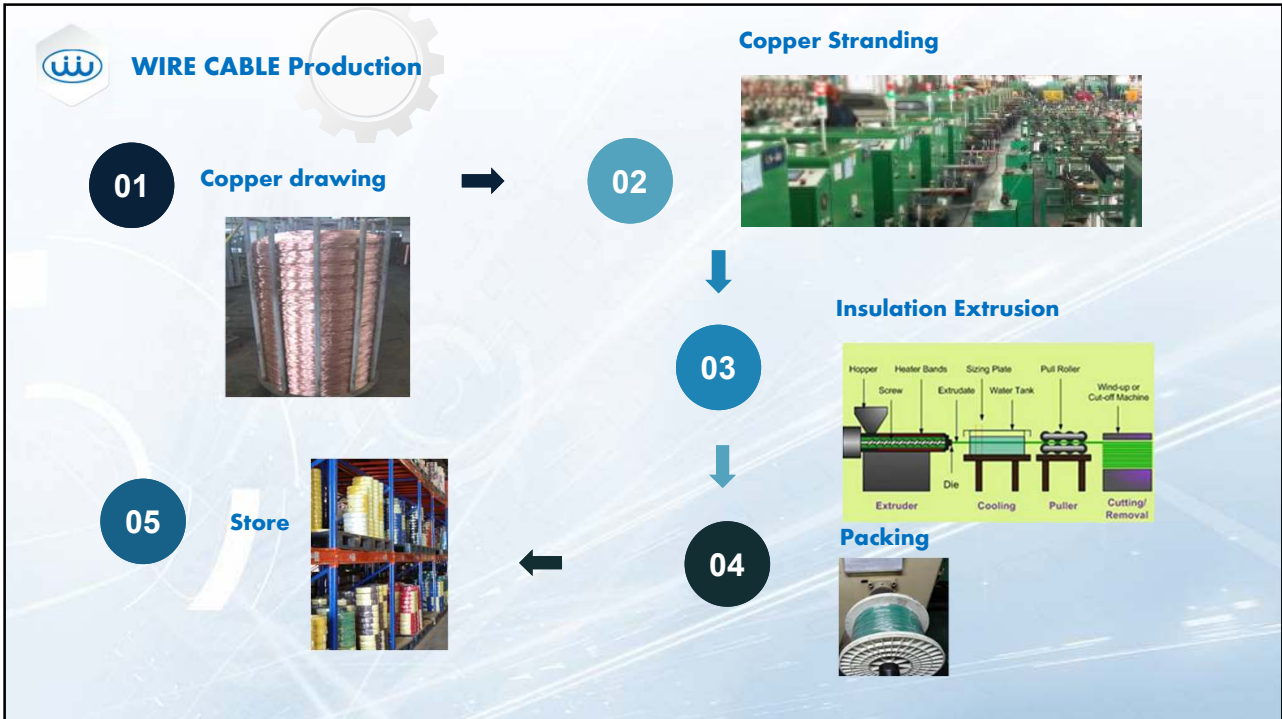 WIRE CABLE Production
01
Copper drawing
02
Copper Stranding
03
Insulation Extrusion
Hopper
Heater Bands
Sizing Plate
Pull Roller
Wind-up or
Cut-off Machine
Screw
Extrudate
Water Tank
Die
Extruder
Cooling
Puller
Cutting/
Removal
04
Packing
05
Store